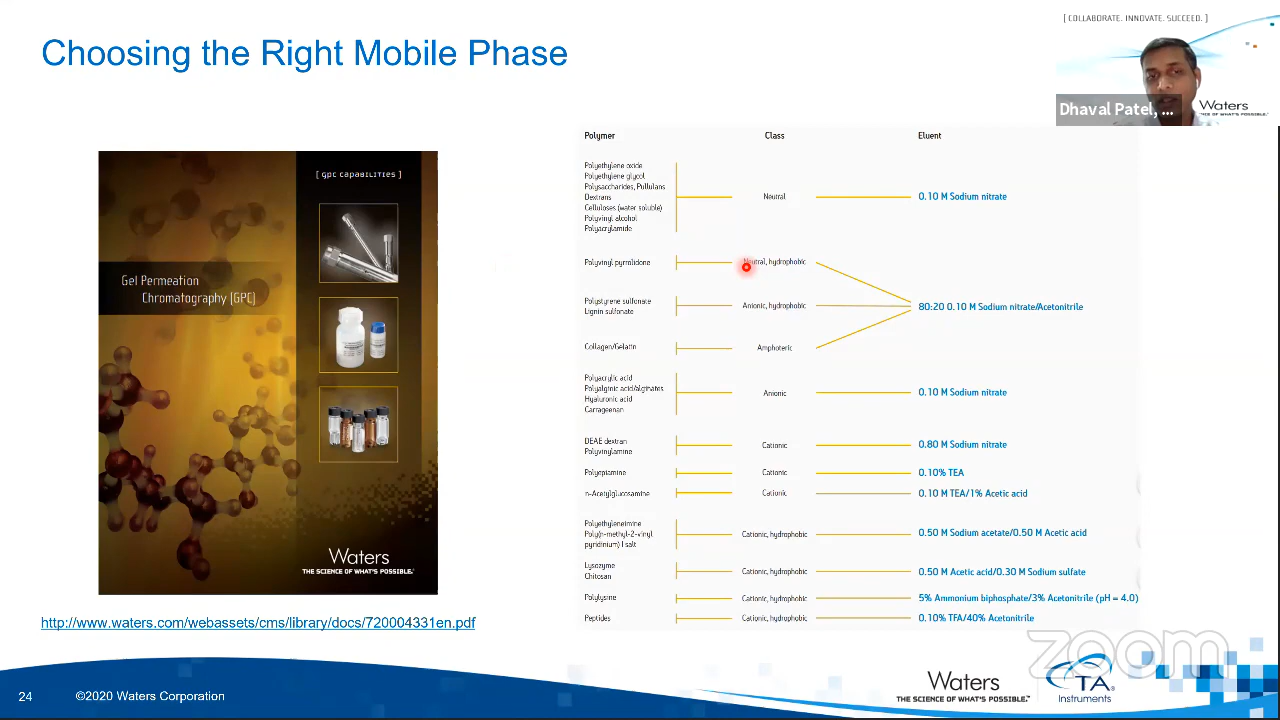 [ COLLABORATE. INNOVATE. SUCCEED. ]
Choosing the Right Mobile Phase
Dhaval Patel, ...
Waters
[ GPC CAPABILITIES ]
Gel Permeation
Chromatography [GPC]
Waters
THE SCIENCE OF WHAT'S POSSIBLE.
http://www.waters.com/webassets/cms/library/docs/720004331en.pdf
Polymer Class Eluent
Polyethylene oxide
Polyethylene glycol
Polysaccharides, Pullulans
Dextrans
Celluloses (water soluble)
Polyvinyl alcohol
Polyacrylamide
Neutral
0.10 M Sodium nitrate
Polyvinyl pyrrolidone
Neutral, hydrophobic
Polystyrene sulfonate
Lignin sulfonate
Anionic, hydrophobic
80:20 0.10 M Sodium nitrate/Acetonitrile
Collagen/Gelatin
Amphoteric
Polyacrylic acid
Polyalginic acid/alginates
Hyaluronic acid
Carrageenan
Anionic
0.10 M Sodium nitrate
DEAE dextran
Polyvinylamine
Cationic
0.80 M Sodium nitrate
Polyepiamine
Cationic
0.10% TEA
n-Acetylglucosamine
Cationic
0.10 M TEA/1% Acetic acid
Polyethyleneimine
Poly(n-methyl-2-vinyl
pyridinium) I salt
Cationic, hydrophobic
0.50 M Sodium acetate/0.50 M Acetic acid
Lysozyme
Chitosan
Cationic, hydrophobic
0.50 M Acetic acid/0.30 M Sodium sulfate
Polylysine
Cationic, hydrophobic
5% Ammonium biphosphate/3% Acetonitrile (pH = 4.0)
Peptides
Cationic, hydrophobic
0.10% TFA/40% Acetonitrile
zoom
24
©2020 Waters Corporation
Waters
THE SCIENCE OF WHAT'S POSSIBLE.™
TA
Instruments